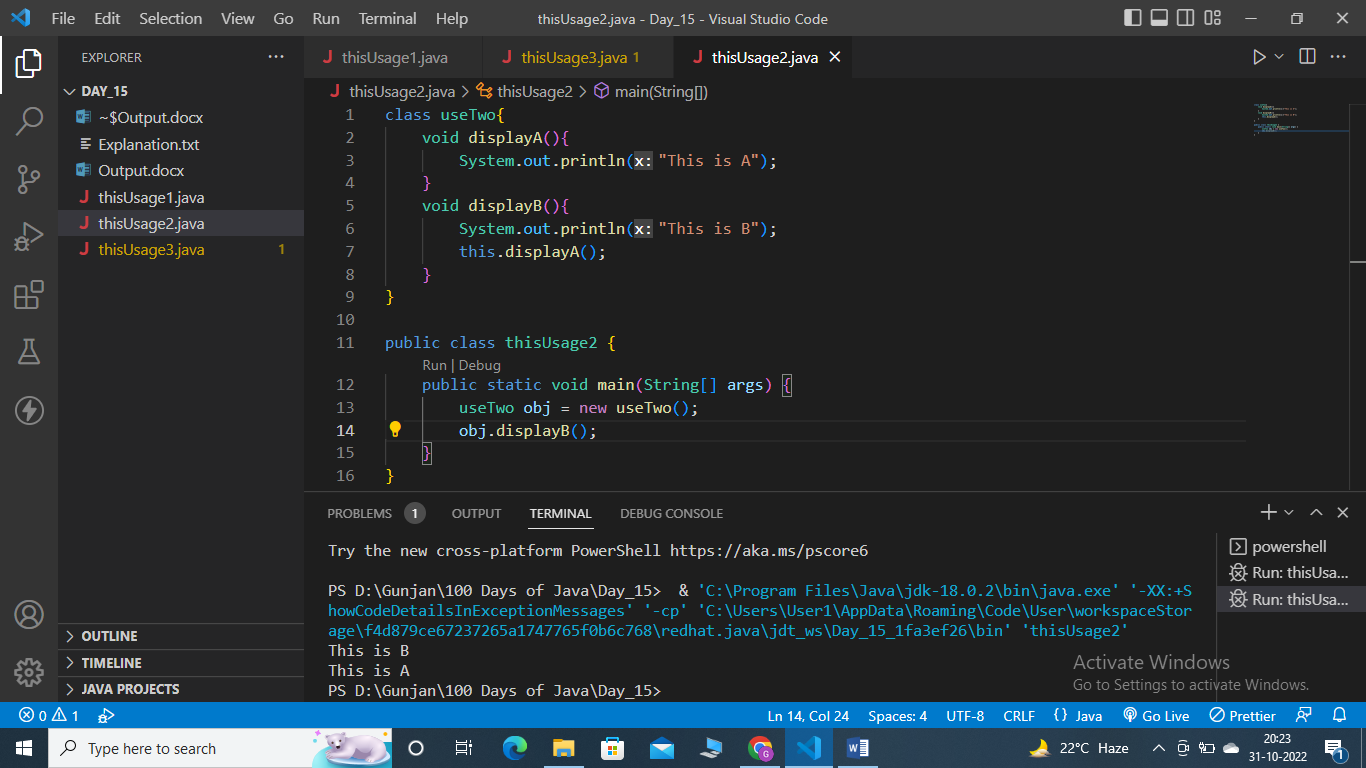 File Edit Selection View Go Run Terminal Help thisUsage2.java - Day_15 - Visual Studio Code
EXPLORER
DAY_15
~$Output.docx
Explanation.txt
Output.docx
thisUsage1.java
thisUsage2.java
thisUsage3.java 1
OUTLINE
TIMELINE
JAVA PROJECTS
thisUsage1.java thisUsage3.java 1 thisUsage2.java
thisUsage2.java > thisUsage2 > main(String[])
1 class useTwo{
2 void displayA(){
3 System.out.println(x: "This is A");
4 }
5 void displayB(){
6 System.out.println(x: "This is B");
7 this.displayA();
8 }
9 }
10
11 public class thisUsage2 {
Run | Debug
12 public static void main(String[] args) {
13 useTwo obj = new useTwo();
14 obj.displayB();
15 }
16 }
PROBLEMS 1 OUTPUT TERMINAL DEBUG CONSOLE
Try the new cross-platform PowerShell https://aka.ms/pscore6
PS D:\Gunjan\100 Days of Java\Day_15> & 'C:\Program Files\Java\jdk-18.0.2\bin\java.exe' '-XX:+S
howCodeDetailsInExceptionMessages' '-cp' 'C:\Users\User1\AppData\Roaming\Code\User\workspaceStor
age\f4d879ce67237265a1747765f0b6c768\redhat.java\jdt_ws\Day_15_1fa3ef26\bin' 'thisUsage2'
This is B
This is A
PS D:\Gunjan\100 Days of Java\Day_15>
powershell
Run: thisUsa...
Run: thisUsa...
Activate Windows
Go to Settings to activate Windows.
0 1 Ln 14, Col 24 Spaces: 4 UTF-8 CRLF {} Java Go Live Prettier
Type here to search
G
22°C Haze
20:23
31-10-2022
1